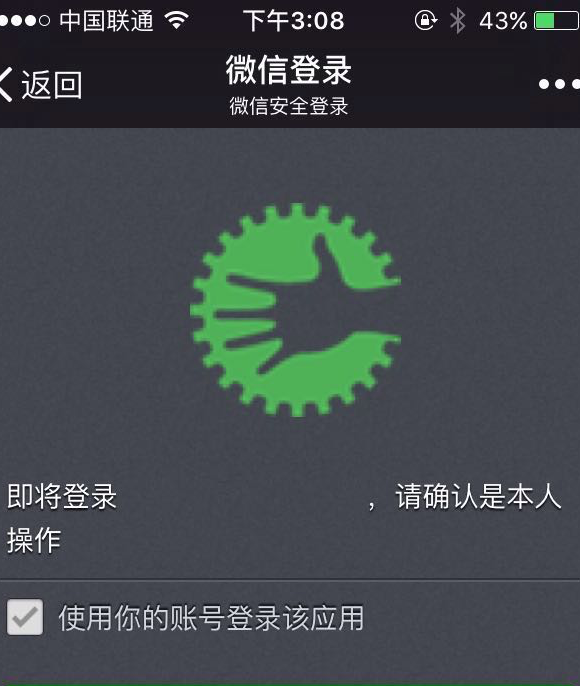 中国联通 下午3:08 43%
返回 微信登录
微信安全登录
即将登录 ，请确认是本人
操作
使用你的账号登录该应用